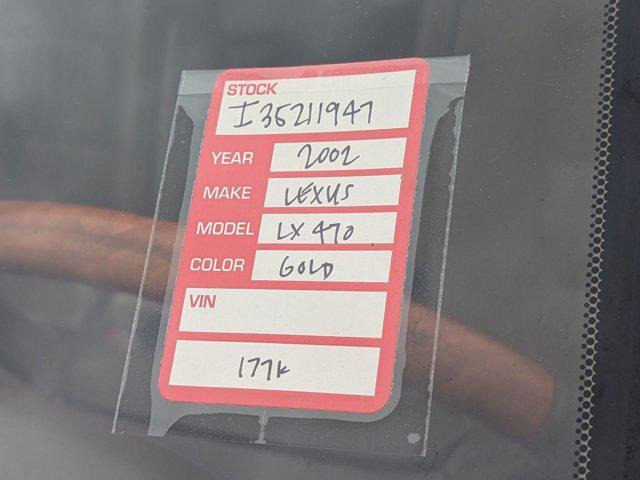 STOCK
I35211947
YEAR 2002
MAKE LEXUS
MODEL LX 470
COLOR GOLD
VIN
177k